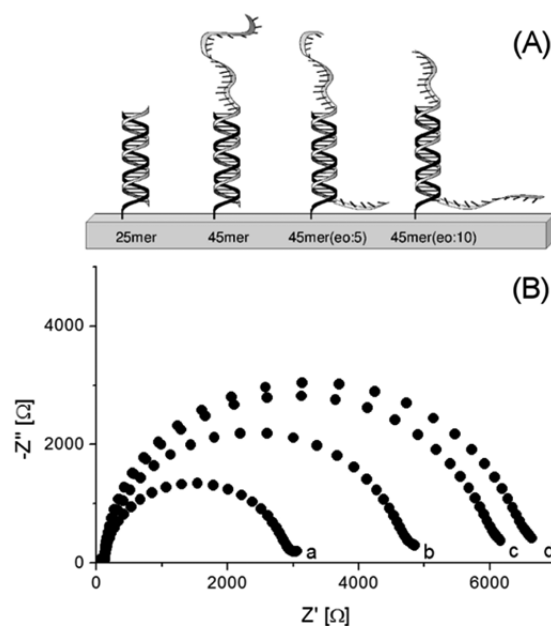 (A)
25mer 45mer 45mer(eo:5) 45mer(eo:10)
(B)
4000
2000
0
-Z" [Ω]
a b c d
0 2000 4000 6000
Z' [Ω]